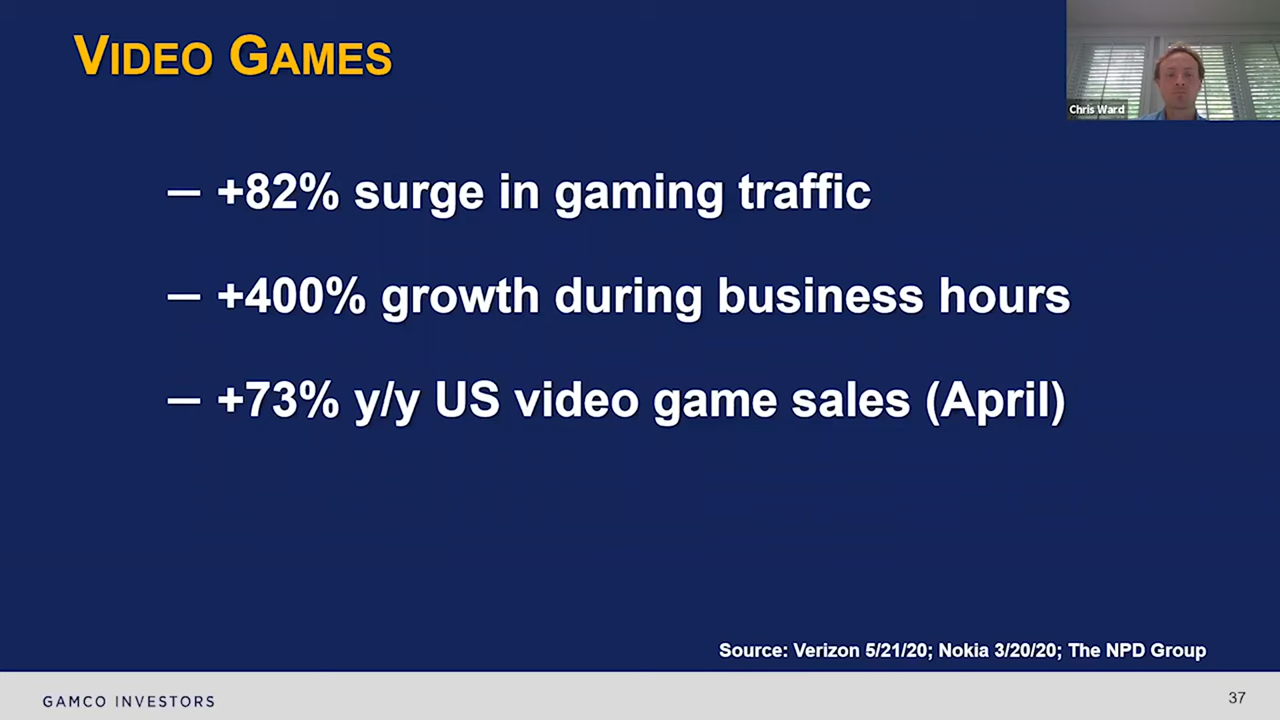 VIDEO GAMES
Chris Ward
— +82% surge in gaming traffic
— +400% growth during business hours
— +73% y/y US video game sales (April)
Source: Verizon 5/21/20; Nokia 3/20/20; The NPD Group
GAMCO INVESTORS
37